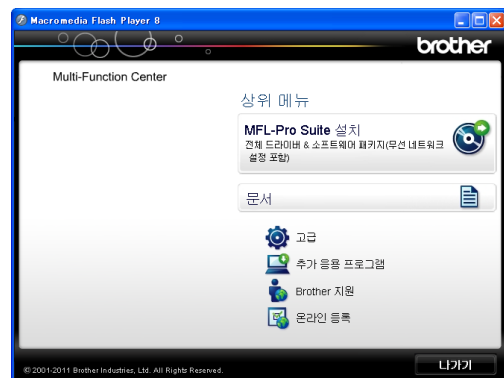 Macromedia Flash Player 8
brother
Multi-Function Center
상위 메뉴
MFL-Pro Suite 설치
전체 드라이버 & 소프트웨어 패키지(무선 네트워크
설정 포함)
문서
고급
추가 응용 프로그램
Brother 지원
온라인 등록
© 2001-2011 Brother Industries, Ltd. All Rights Reserved.
나가기